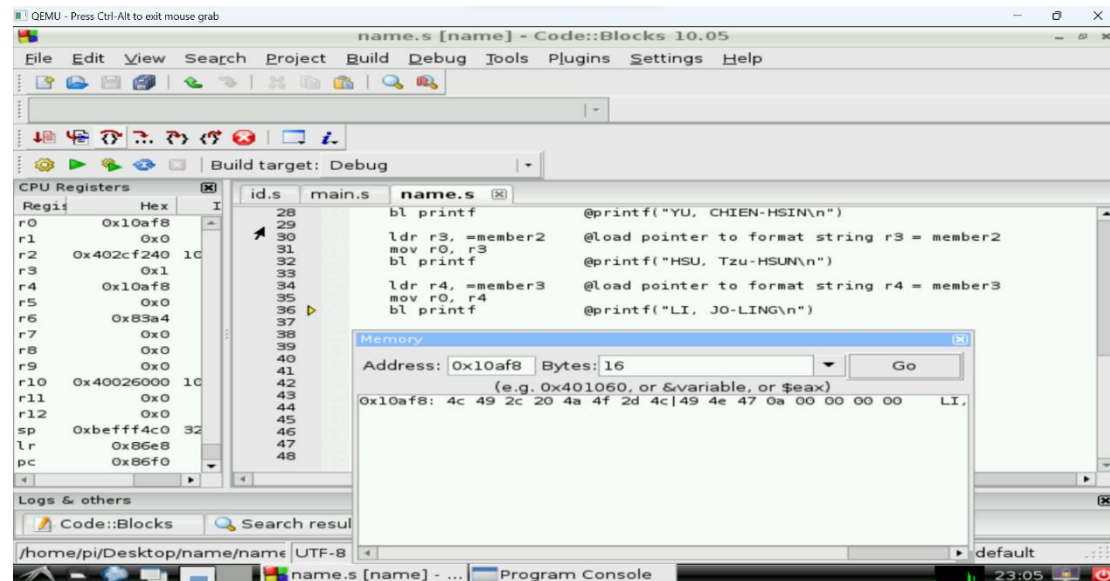 QEMU - Press Ctrl-Alt to exit mouse grab
name.s [name] - Code::Blocks 10.05
File Edit View Search Project Build Debug Tools Plugins Settings Help
Build target: Debug
CPU Registers
Regis Hex I
r0 0x10af8
r1 0x0
r2 0x402cf240 10
r3 0x1
r4 0x10af8
r5 0x0
r6 0x83a4
r7 0x0
r8 0x0
r9 0x0
r10 0x40026000 10
r11 0x0
r12 0x0
sp 0xbefff4c0 32
lr 0x86e8
pc 0x86f0
id.s main.s name.s
28 bl printf @printf("YU, CHIEN-HSIN\n")
29
30 ldr r3, =member2 @load pointer to format string r3 = member2
31 mov r0, r3
32 bl printf @printf("HSU, Tzu-HSUN\n")
33
34 ldr r4, =member3 @load pointer to format string r4 = member3
35 mov r0, r4
36 bl printf @printf("LI, JO-LING\n")
37
38
39
40
41
42
43
44
45
46
47
48
Memory
Address: 0x10af8 Bytes: 16 Go
(e.g. 0x401060, or &variable, or $eax)
0x10af8: 4c 49 2c 20 4a 4f 2d 4c|49 4e 47 0a 00 00 00 00 LI,
Logs & others
Code::Blocks Search resul
/home/pi/Desktop/name/name UTF-8 default
name.s [name] - ... Program Console 23:05